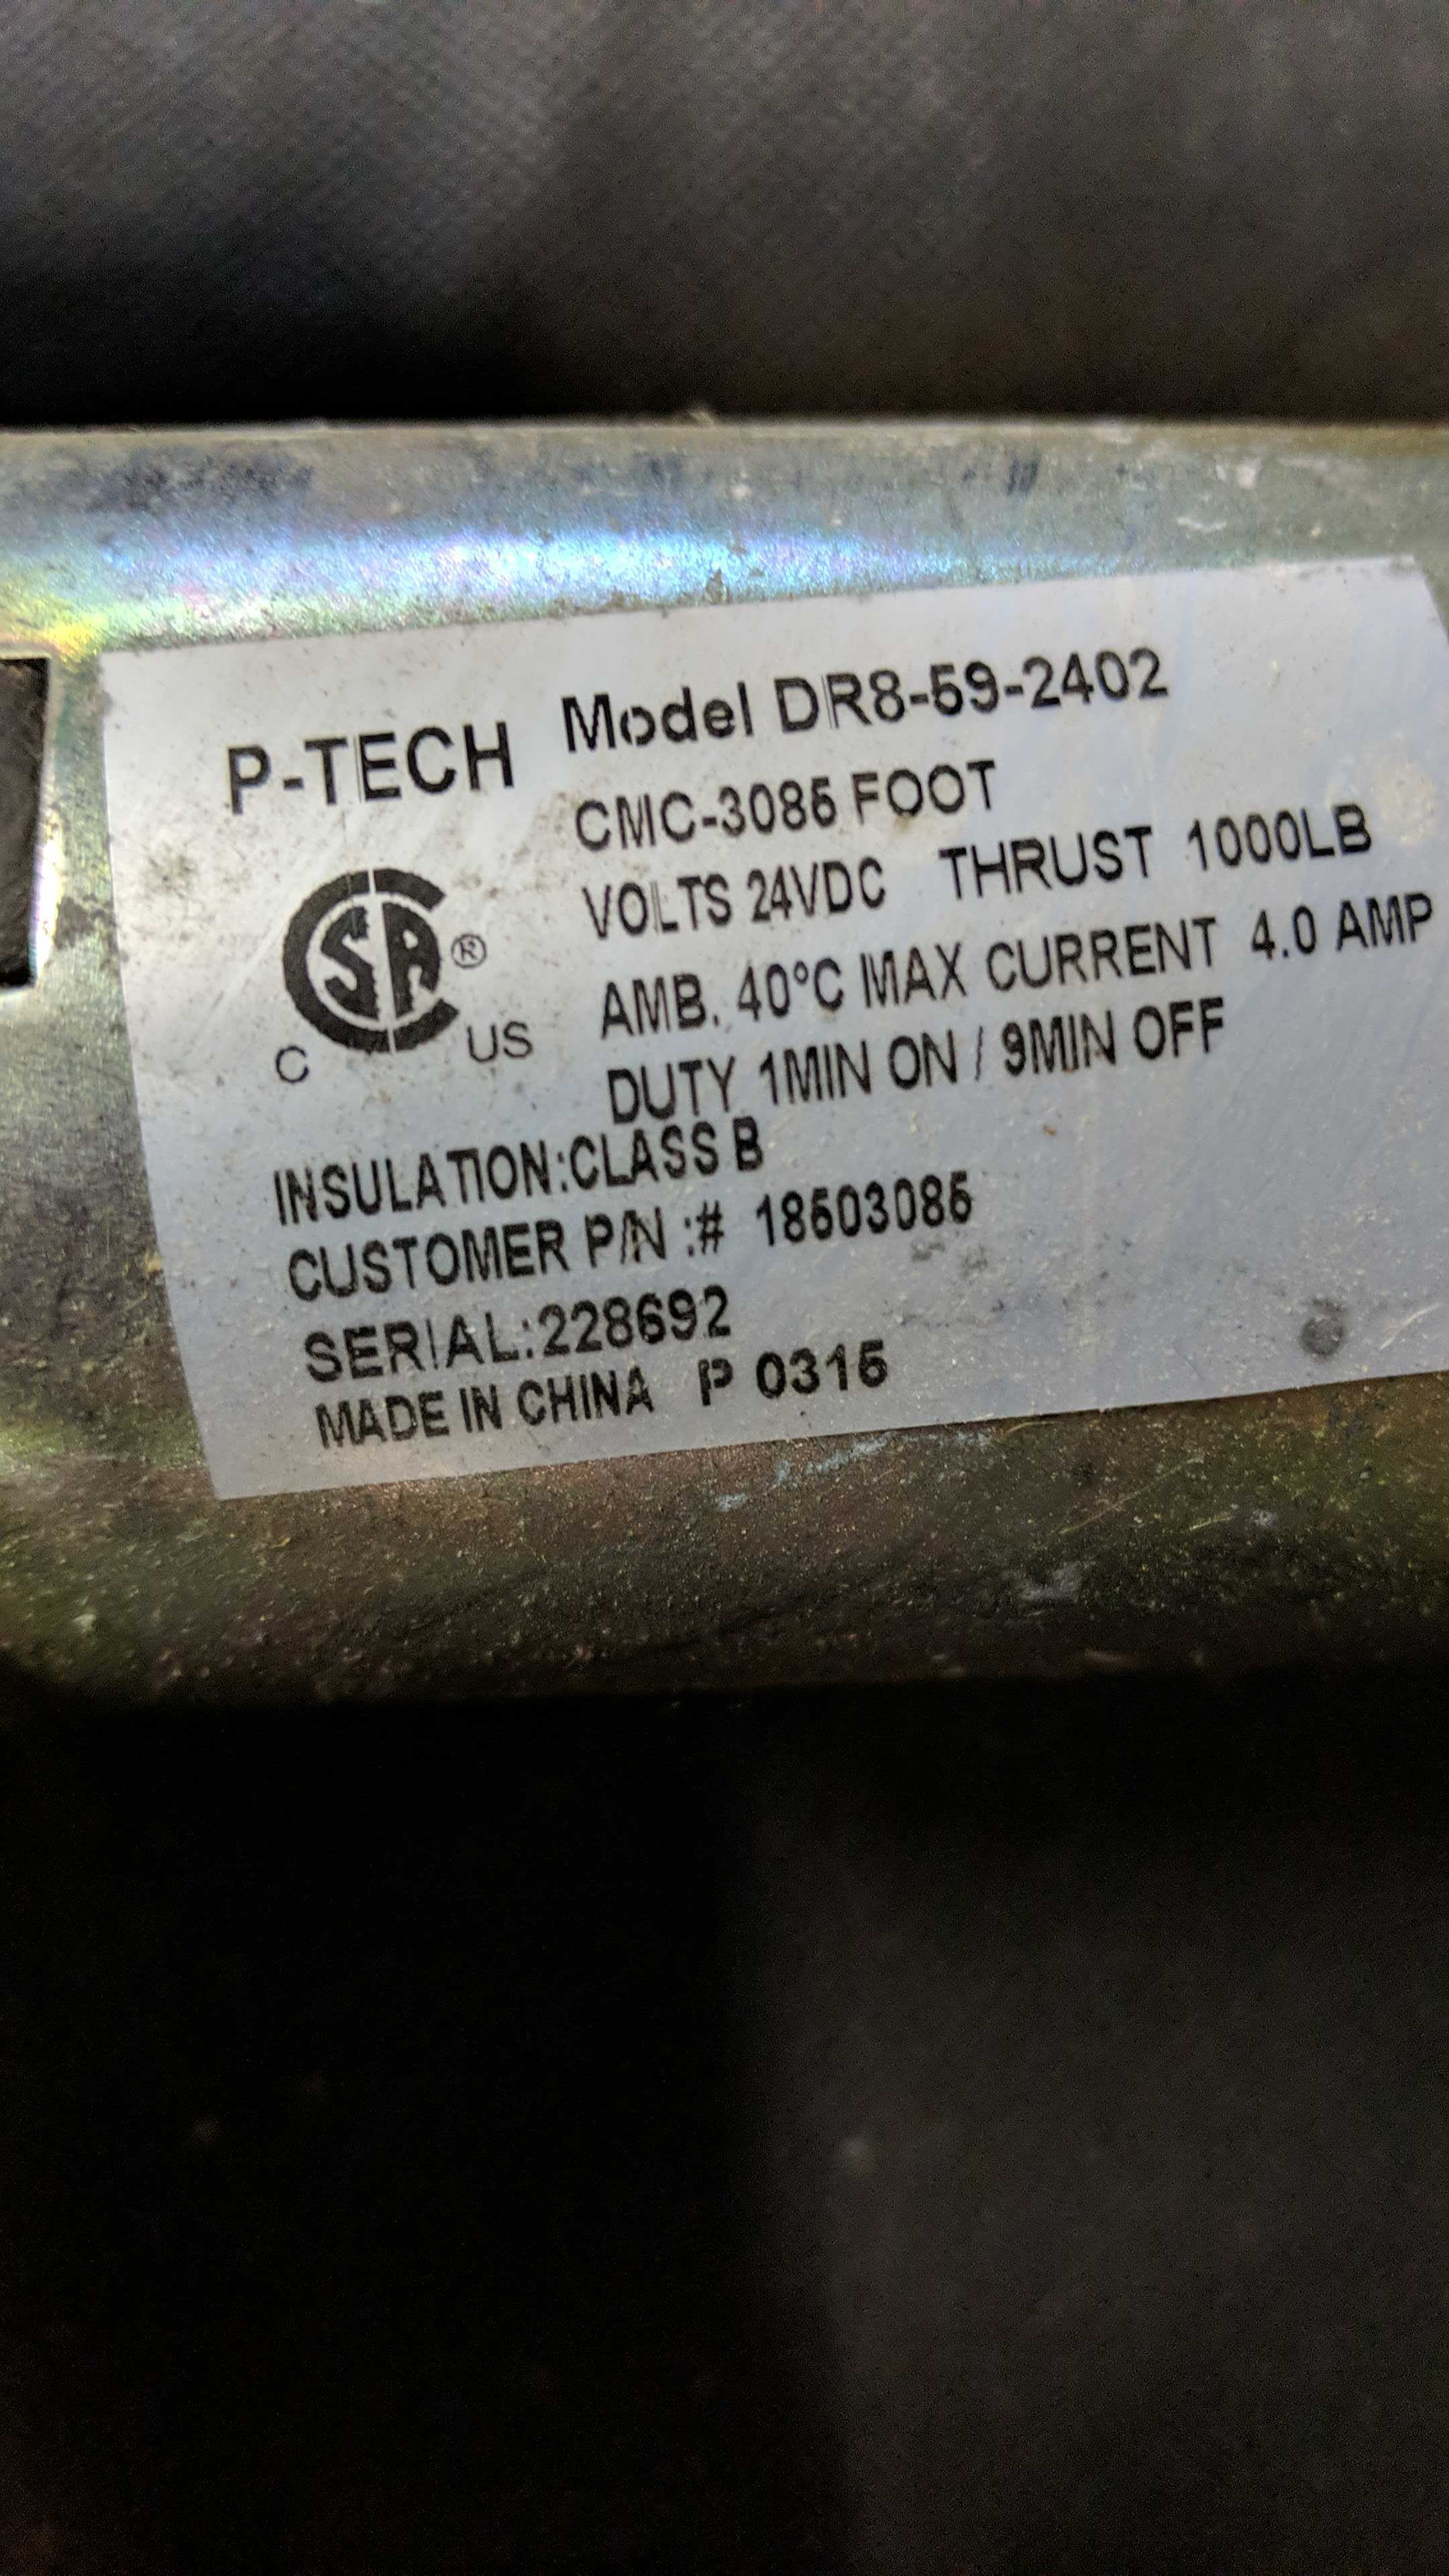 P-TECH
Model DR8-59-2402
CMC-3085 FOOT
VOLTS 24VDC THRUST 1000LB
AMB. 40°C MAX CURRENT 4.0 AMP
DUTY 1MIN ON / 9MIN OFF
C SA ® US
INSULATION:CLASS B
CUSTOMER P/N :# 18503085
SERIAL:228692
MADE IN CHINA P 0315